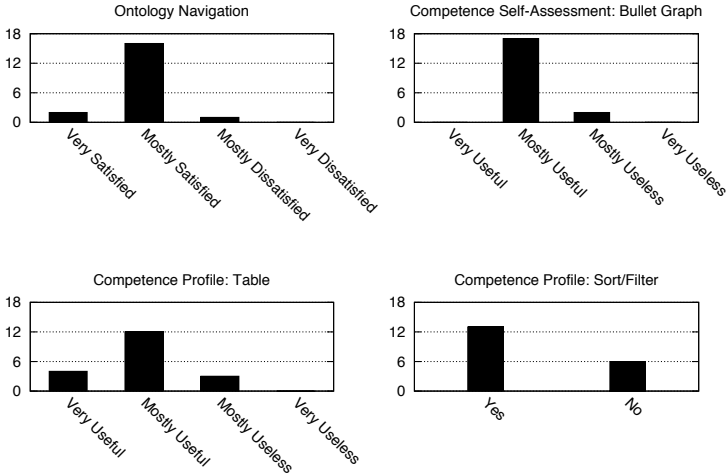 Ontology Navigation
18
12
6
0
Very Satisfied
Mostly Satisfied
Mostly Dissatisfied
Very Dissatisfied
Competence Self-Assessment: Bullet Graph
18
12
6
0
Very Useful
Mostly Useful
Mostly Useless
Very Useless
Competence Profile: Table
18
12
6
0
Very Useful
Mostly Useful
Mostly Useless
Very Useless
Competence Profile: Sort/Filter
18
12
6
0
Yes
No